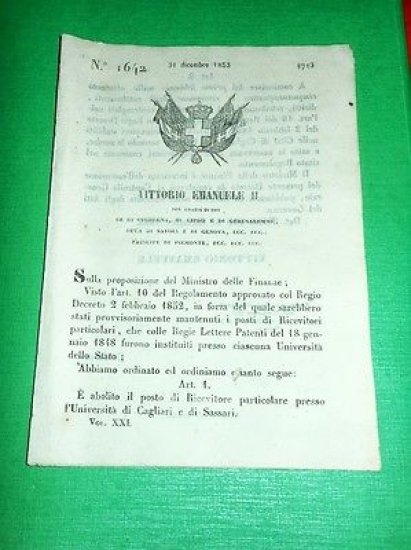 N.° 1642 31 dicembre 1853
VITTORIO EMANUELE II
PER GRAZIA DI DIO
RE DI SARDEGNA, DI CIPRO E DI GERUSALEMME,
DUCA DI SAVOIA E DI GENOVA, ECC. ECC.
PRINCIPE DI PIEMONTE, ECC. ECC. ECC.
Sulla proposizione del Ministro delle Finanze;
Visto l'art. 10 del Regolamento approvato col Regio
Decreto 2 febbraio 1852, in forza del quale sarebbero
stati provvisoriamente mantenuti i posti di Ricevitori
particolari, che colle Regie Lettere Patenti del 18 gen-
naio 1848 furono instituiti presso ciascuna Università
dello Stato;
Abbiamo ordinato ed ordiniamo quanto segue:
Art. 1.
È abolito il posto di Ricevitore particolare presso
l'Università di Cagliari e di Sassari.
Vol. XXI.